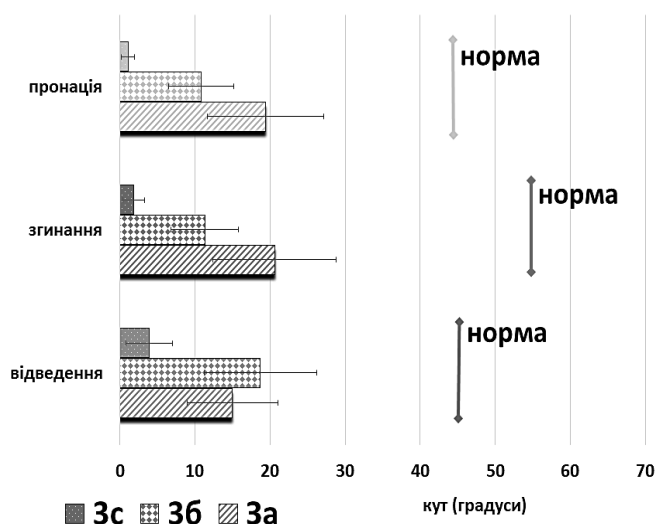 пронація
норма
згинання
норма
відведення
норма
0 10 20 30 40 50 60 70
кут (градуси)
3с 3б 3а